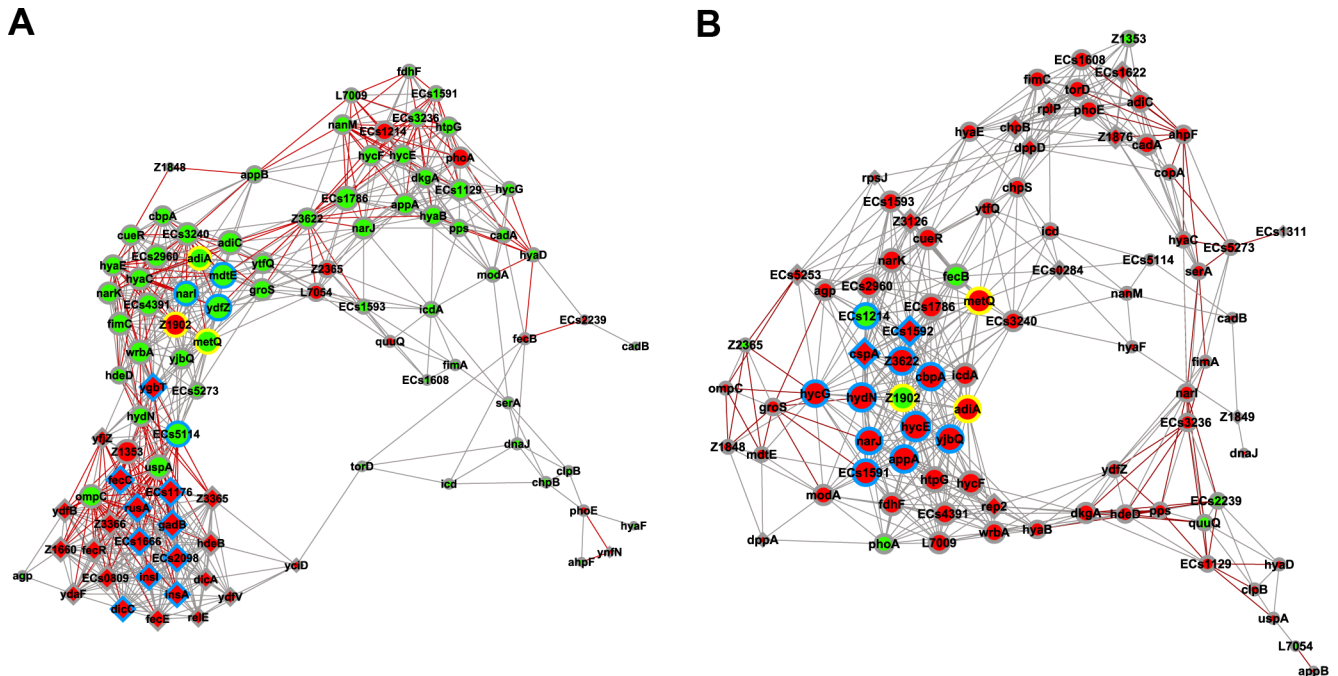 A
fdhF
L7009
ECs1591
nanM
ECs3236
ECs1214
htpG
hycF
hycE
phoA
Z1848
appB
dkgA
ECs1786
ECs1129
hycG
cbpA
Z3622
appA
hyaB
cueR
ECs3240
adiC
narJ
pps
cadA
hyaE
ECs2960
adiA
hyaD
hyaC
mdtE
ytfQ
Z2365
modA
narK
narI
groS
L7054
ECs4391
ydfZ
ECs1593
icdA
fimC
Z1902
ECs2239
metQ
fecB
wrbA
yjbQ
quuQ
cadB
hdeD
fimA
ygbT
ECs5273
ECs1608
hydN
serA
ECs5114
yfjZ
Z1353
dnaJ
uspA
torD
clpB
fecC
chpB
ECs1176
icd
ompC
Z3365
ydfB
rusA
phoE
Z3366
gadB
hyaF
Z1660
fecR
ECs1666
hdeB
ynfN
ECs2098
ahpF
agp
ECs0809
insI
dicA
yciD
ydaF
insA
ydfV
dicC
fecE
relE
B
Z1353
ECs1608
ECs1622
fimC
torD
rplP
phoE
adiC
hyaE
chpB
Z1876
ahpF
dppD
cadA
copA
rpsJ
chpS
ECs1593
Z3126
ytfQ
icd
cueR
hyaC
ECs5273
ECs1311
narK
ECs5114
ECs5253
fecB
ECs0284
serA
agp
ECs2960
nanM
metQ
ECs1786
ECs1214
ECs3240
cadB
ECs1592
Z2365
cspA
Z3622
hyaF
fimA
cbpA
icdA
ompC
hycG
hydN
Z1902
narI
groS
adiA
Z1849
hycE
ECs3236
Z1848
mdtE
narJ
yjbQ
dnaJ
appA
ECs1591
ydfZ
htpG
hycF
modA
fdhF
rep2
ECs2239
ECs4391
dkgA
hdeD
pps
quuQ
dppA
phoA
L7009
wrbA
hyaB
ECs1129
hyaD
clpB
uspA
L7054
appB